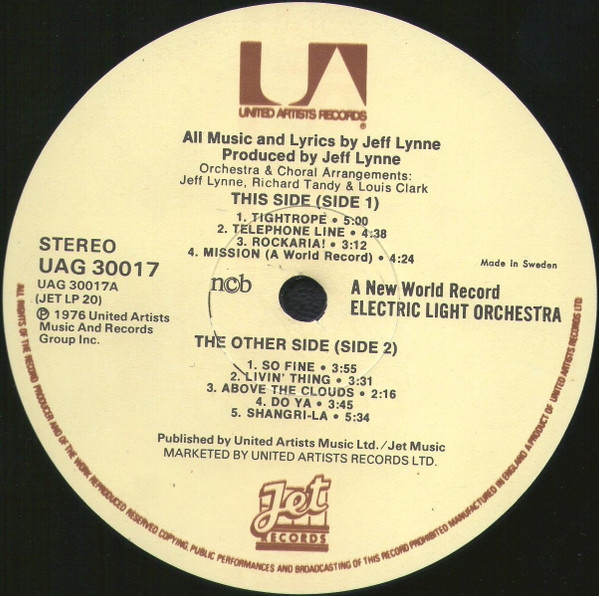 UA
UNITED ARTISTS RECORDS
®
All Music and Lyrics by Jeff Lynne
Produced by Jeff Lynne
Orchestra & Choral Arrangements:
Jeff Lynne, Richard Tandy & Louis Clark
THIS SIDE (SIDE 1)
1. TIGHTROPE • 5:00
2. TELEPHONE LINE • 4:38
3. ROCKARIA! • 3:12
4. MISSION (A World Record) • 4:24
STEREO
UAG 30017
UAG 30017A
(JET LP 20)
℗ 1976 United Artists
Music And Records
Group Inc.
ncb
Made in Sweden
A New World Record
ELECTRIC LIGHT ORCHESTRA
THE OTHER SIDE (SIDE 2)
1. SO FINE • 3:55
2. LIVIN' THING • 3:31
3. ABOVE THE CLOUDS • 2:16
4. DO YA • 3:45
5. SHANGRI-LA • 5:34
Published by United Artists Music Ltd./Jet Music
MARKETED BY UNITED ARTISTS RECORDS LTD.
Jet
RECORDS
ALL RIGHTS OF THE RECORD PRODUCER AND OF THE WORK REPRODUCED RESERVED COPYING, PUBLIC PERFORMANCES AND BROADCASTING OF THIS RECORD PROHIBITED MANUFACTURED IN ENGLAND A PRODUCT OF UNITED ARTISTS RECORDS LTD.